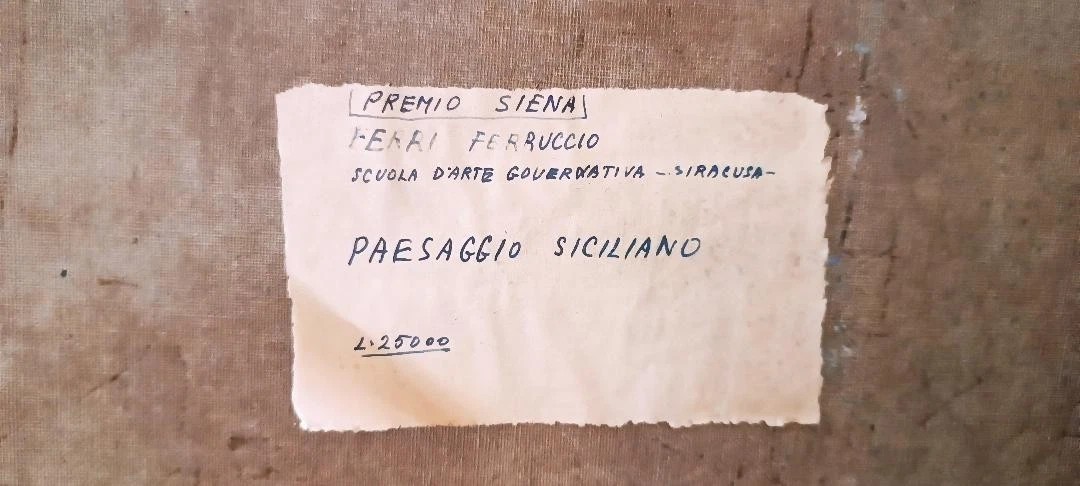 PREMIO SIENA
FERRI FERRUCCIO
SCUOLA D'ARTE GOVERNATIVA - SIRACUSA -
PAESAGGIO SICILIANO
L. 25000